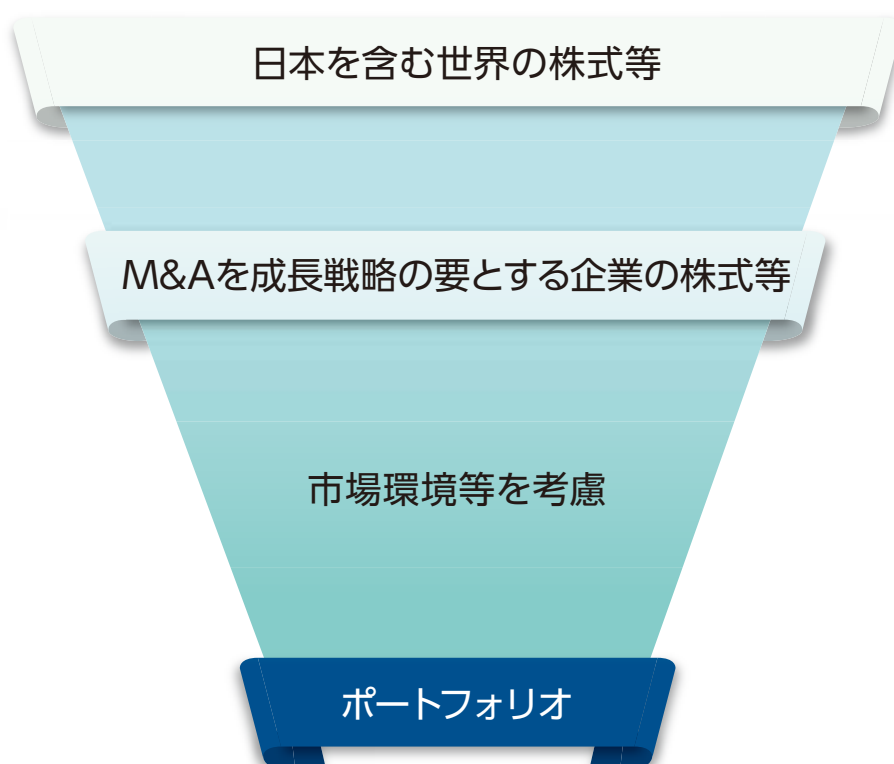 日本を含む世界の株式等
M&Aを成長戦略の要とする企業の株式等
市場環境等を考慮
ポートフォリオ